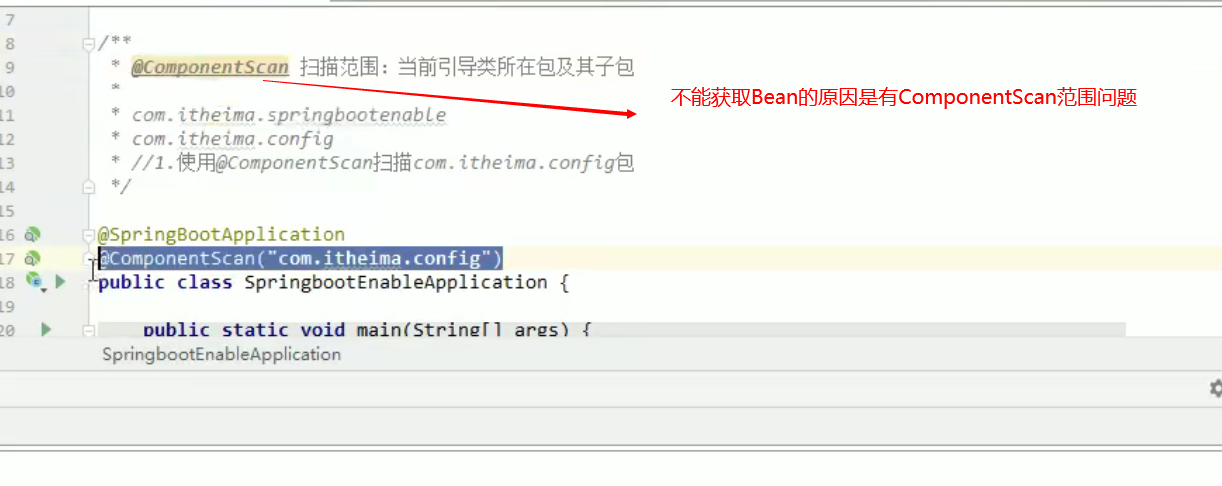 7
8 /**
9 * @ComponentScan 扫描范围：当前引导类所在包及其子包
10 *
不能获取Bean的原因是有ComponentScan范围问题
11 * com.itheima.springbootenable
12 * com.itheima.config
13 * //1.使用@ComponentScan扫描com.itheima.config包
14 */
15
16 @SpringBootApplication
17 @ComponentScan("com.itheima.config")
18 public class SpringbootEnableApplication {
19
20 public static void main(String[] args) {
SpringbootEnableApplication